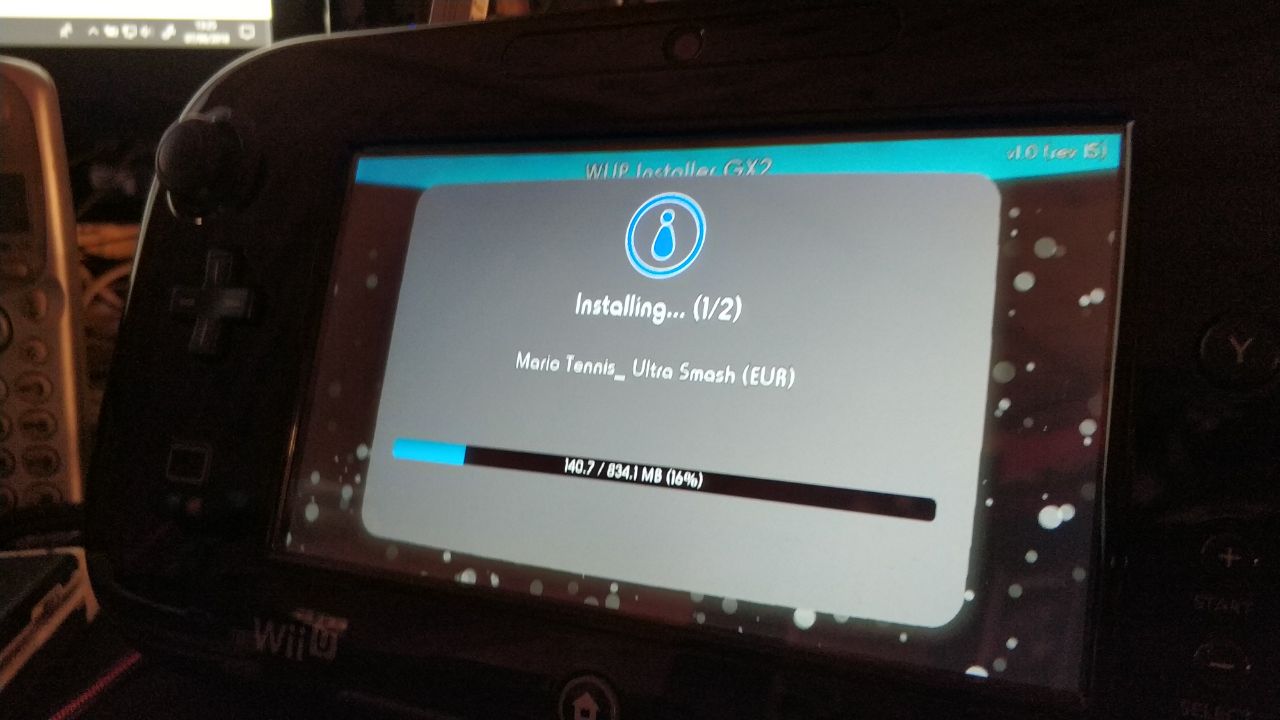 WUP Installer GX2
v1.0 (rev 15)
Installing... (1/2)
Mario Tennis_ Ultra Smash (EUR)
140.7 / 834.1 MB (16%)
Y
+
START
SELECT
Wii U